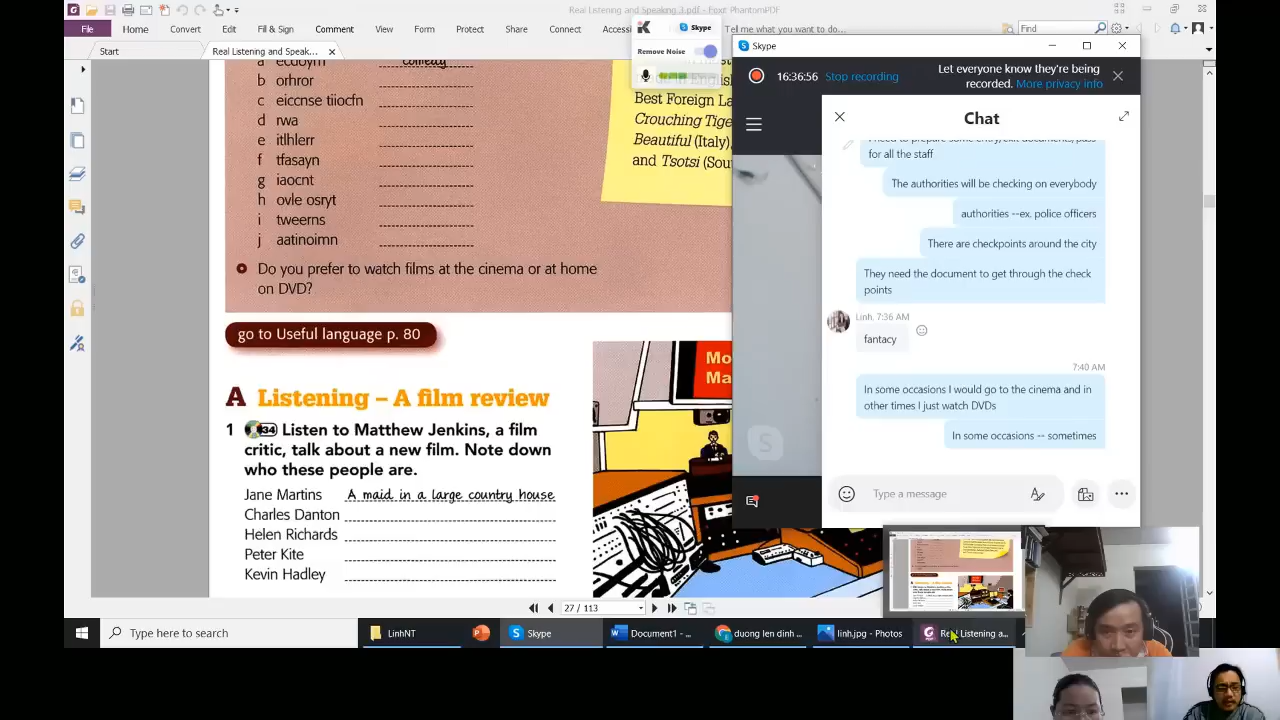 Real Listening and Speaking 3.pdf - Foxit PhantomPDF
File Home Convert Edit Fill & Sign Comment View Form Protect Share Connect
me what you want to do...
Find
Start
Real Listening and Speak...
Skype
Remove Noise
a ecdoym comedy
b orhror
c eiccnse tiiocfn
d rwa
e itlhlerr
f tfasayn
g iaocnt
h ovle osryt
i tweerns
j aatinoimn
Best Foreign La
Crouching Tige
Beautiful (Italy),
and Tsotsi (Sou
Do you prefer to watch films at the cinema or at home
on DVD?
go to Useful language p. 80
A Listening – A film review
1 34 Listen to Matthew Jenkins, a film
critic, talk about a new film. Note down
who these people are.
Jane Martins A maid in a large country house
Charles Danton
Helen Richards
Peter Kite
Kevin Hadley
Mo
Ma
27 / 113
Skype
16:36:56 Stop recording
Let everyone know they're being
recorded. More privacy info
Chat
for all the staff
The authorities will be checking on everybody
authorities --ex. police officers
There are checkpoints around the city
They need the document to get through the check
points
Linh, 7:36 AM
fantacy
7:40 AM
In some occasions I would go to the cinema and in
other times I just watch DVDs
In some occasions -- sometimes
Type a message
Type here to search
LinhNT
Skype
Document1 - ...
duong len dinh ...
linh.jpg - Photos
Listening a...